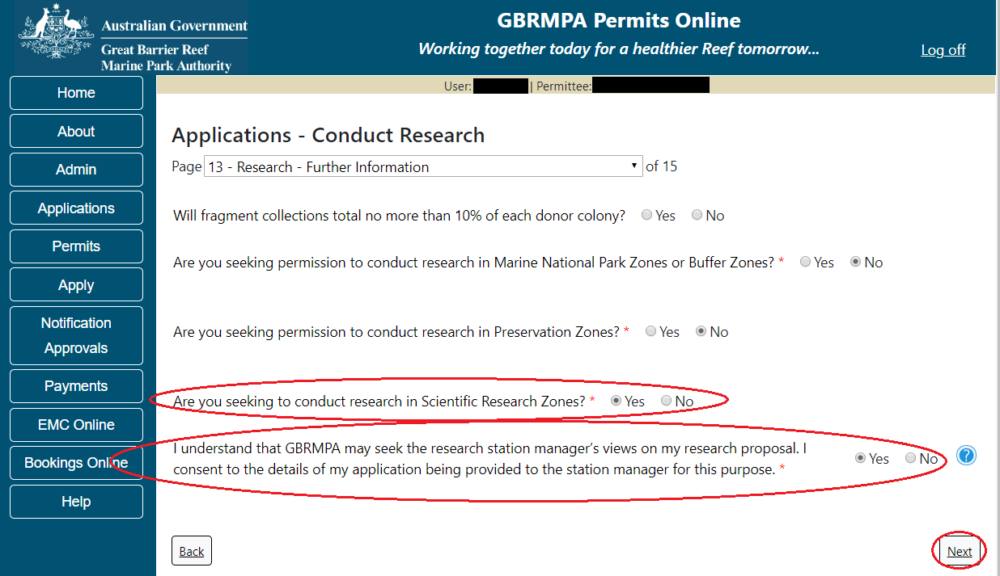 Australian Government
Great Barrier Reef
Marine Park Authority
GBRMPA Permits Online
Working together today for a healthier Reef tomorrow...
Log off
Home
About
Admin
Applications
Permits
Apply
Notification
Approvals
Payments
EMC Online
Bookings Online
Help
User: | Permittee:
Applications - Conduct Research
Page 13 - Research - Further Information of 15
Will fragment collections total no more than 10% of each donor colony? Yes No
Are you seeking permission to conduct research in Marine National Park Zones or Buffer Zones? * Yes No
Are you seeking permission to conduct research in Preservation Zones? * Yes No
Are you seeking to conduct research in Scientific Research Zones? * Yes No
I understand that GBRMPA may seek the research station manager's views on my research proposal. I
consent to the details of my application being provided to the station manager for this purpose. * Yes No ?
Back
Next